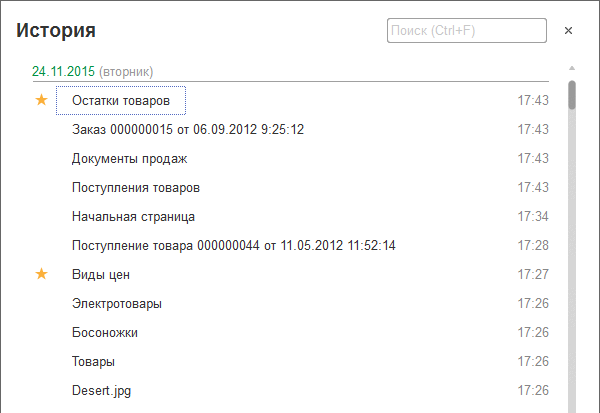 История
Поиск (Ctrl+F)
24.11.2015 (вторник)
Остатки товаров 17:43
Заказ 000000015 от 06.09.2012 9:25:12 17:43
Документы продаж 17:43
Поступления товаров 17:43
Начальная страница 17:34
Поступление товара 000000044 от 11.05.2012 11:52:14 17:28
Виды цен 17:27
Электротовары 17:26
Босоножки 17:26
Товары 17:26
Desert.jpg 17:26